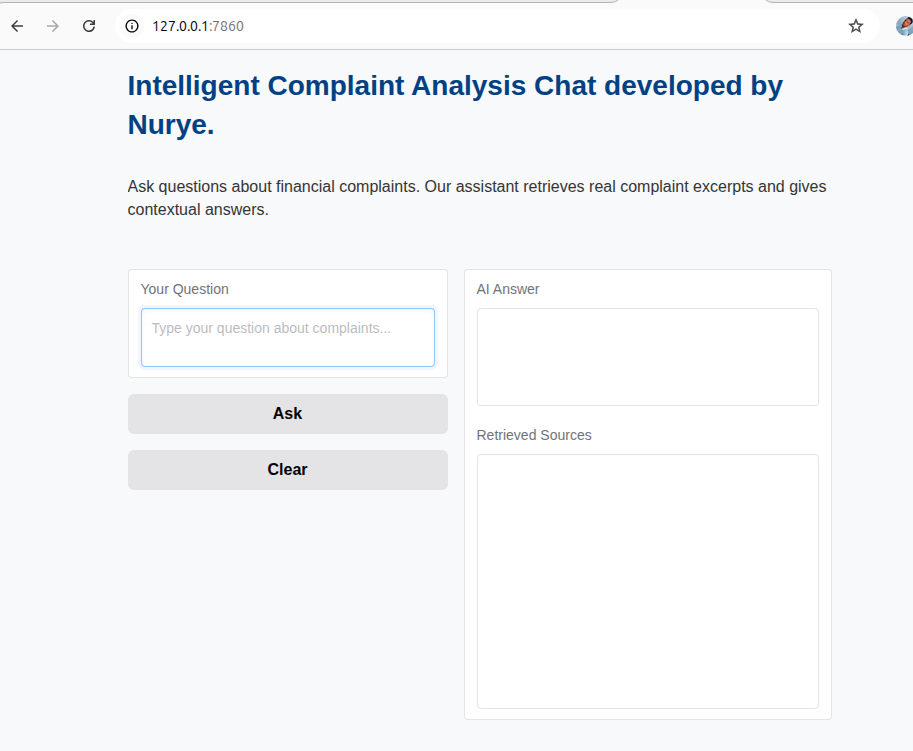 127.0.0.1:7860
Intelligent Complaint Analysis Chat developed by
Nurye.
Ask questions about financial complaints. Our assistant retrieves real complaint excerpts and gives
contextual answers.
Your Question
Type your question about complaints...
Ask
Clear
AI Answer
Retrieved Sources